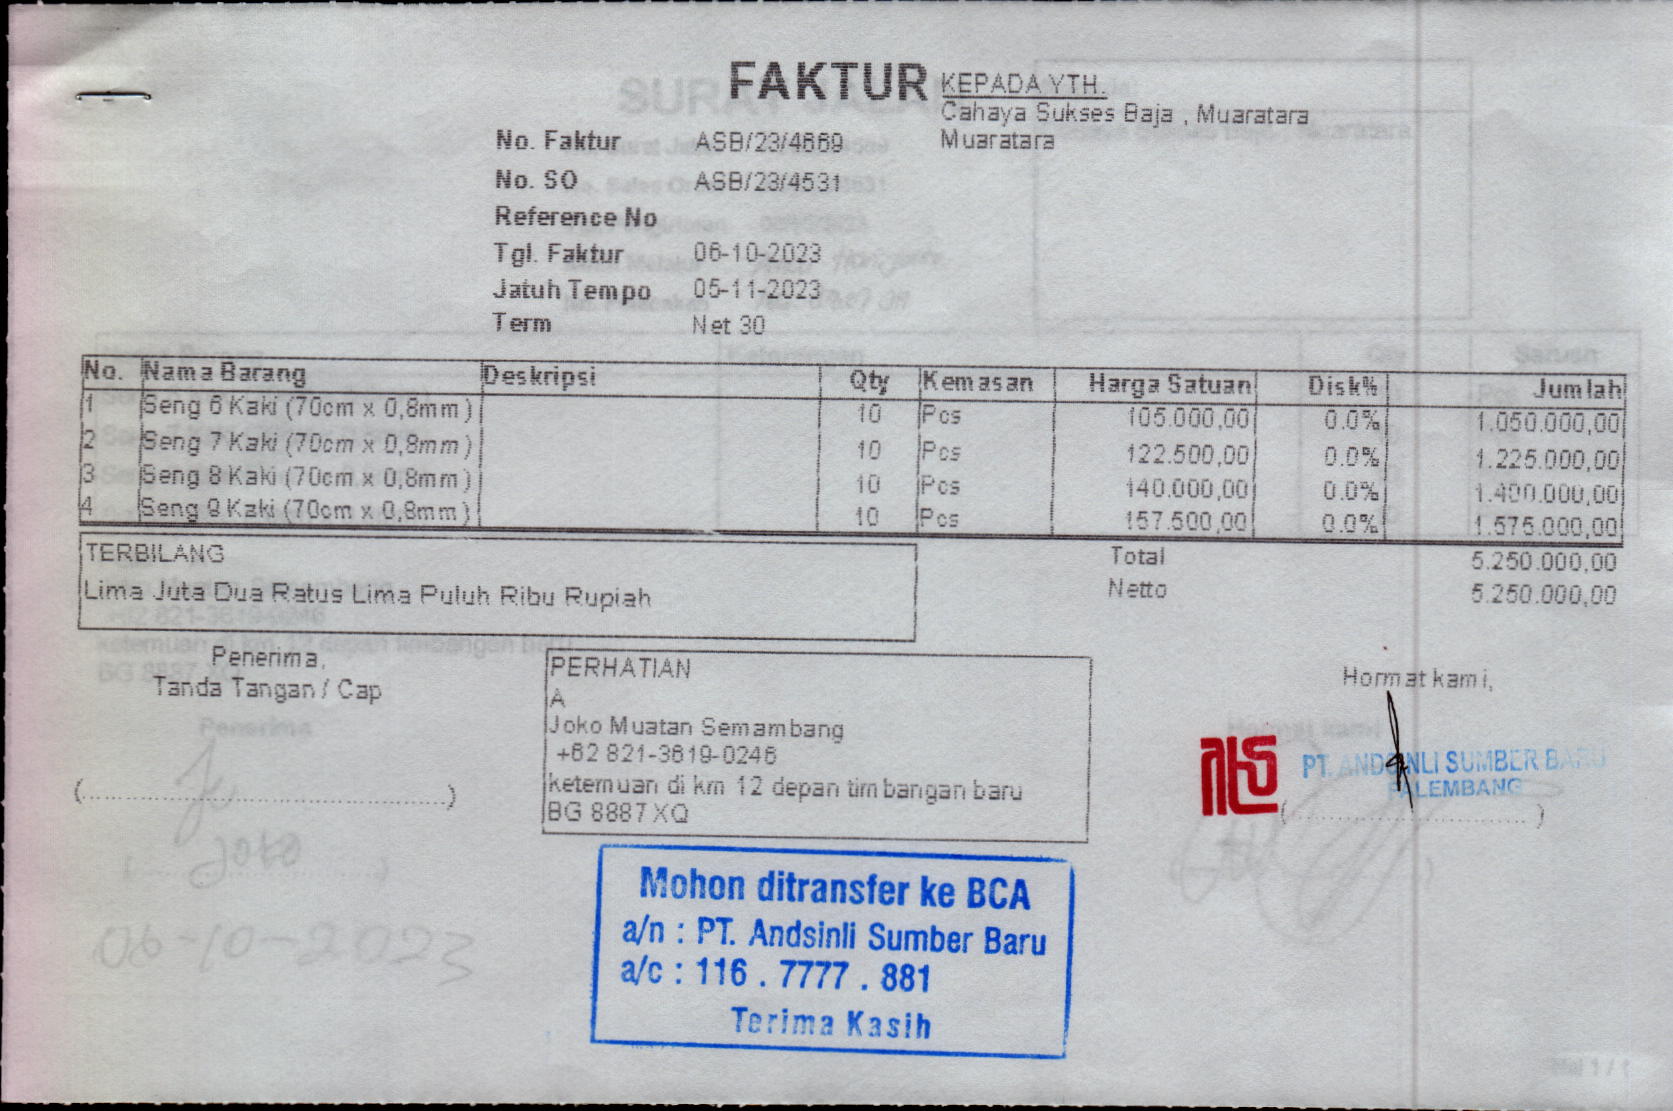 FAKTUR
KEPADA YTH.
Cahaya Sukses Baja , Muaratara
Muaratara
No. Faktur ASB/23/4669
No. SO ASB/23/4531
Reference No
Tgl. Faktur 06-10-2023
Jatuh Tempo 05-11-2023
Term Net 30
No. Nama Barang Deskripsi Qty Kemasan Harga Satuan Disk% Jumlah
1 Seng 6 Kaki (70cm x 0,8mm) 10 Pcs 105.000,00 0.0% 1.050.000,00
2 Seng 7 Kaki (70cm x 0,8mm) 10 Pcs 122.500,00 0.0% 1.225.000,00
3 Seng 8 Kaki (70cm x 0,8mm) 10 Pcs 140.000,00 0.0% 1.400.000,00
4 Seng 9 Kaki (70cm x 0,8mm) 10 Pcs 157.500,00 0.0% 1.575.000,00
Total 5.250.000,00
Netto 5.250.000,00
TERBILANG
Lima Juta Dua Ratus Lima Puluh Ribu Rupiah
Penerima,
Tanda Tangan / Cap
(..............................)
PERHATIAN
A
Joko Muatan Semambang
+62 821-3619-0246
ketemuan di km 12 depan timbangan baru
BG 8887 XQ
Hormat kami,
als
PT. ANDSINLI SUMBER BARU
PALEMBANG
(..............................)
Joko
06-10-2023
Mohon ditransfer ke BCA
a/n : PT. Andsinli Sumber Baru
a/c : 116 . 7777 . 881
Terima Kasih
Hal 1 / 1